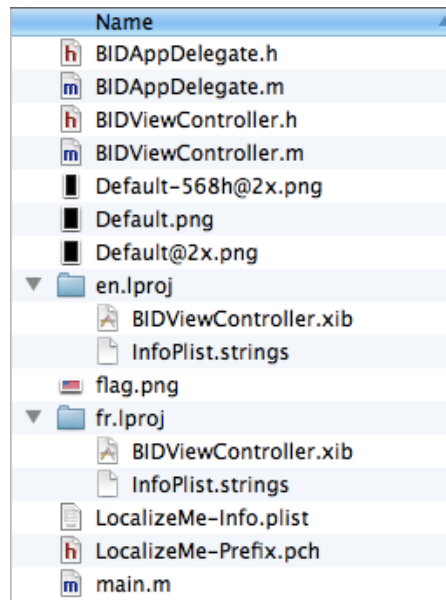 Name
h BIDAppDelegate.h
m BIDAppDelegate.m
h BIDViewController.h
m BIDViewController.m
Default-568h@2x.png
Default.png
Default@2x.png
en.lproj
BIDViewController.xib
InfoPlist.strings
flag.png
fr.lproj
BIDViewController.xib
InfoPlist.strings
LocalizeMe-Info.plist
h LocalizeMe-Prefix.pch
m main.m